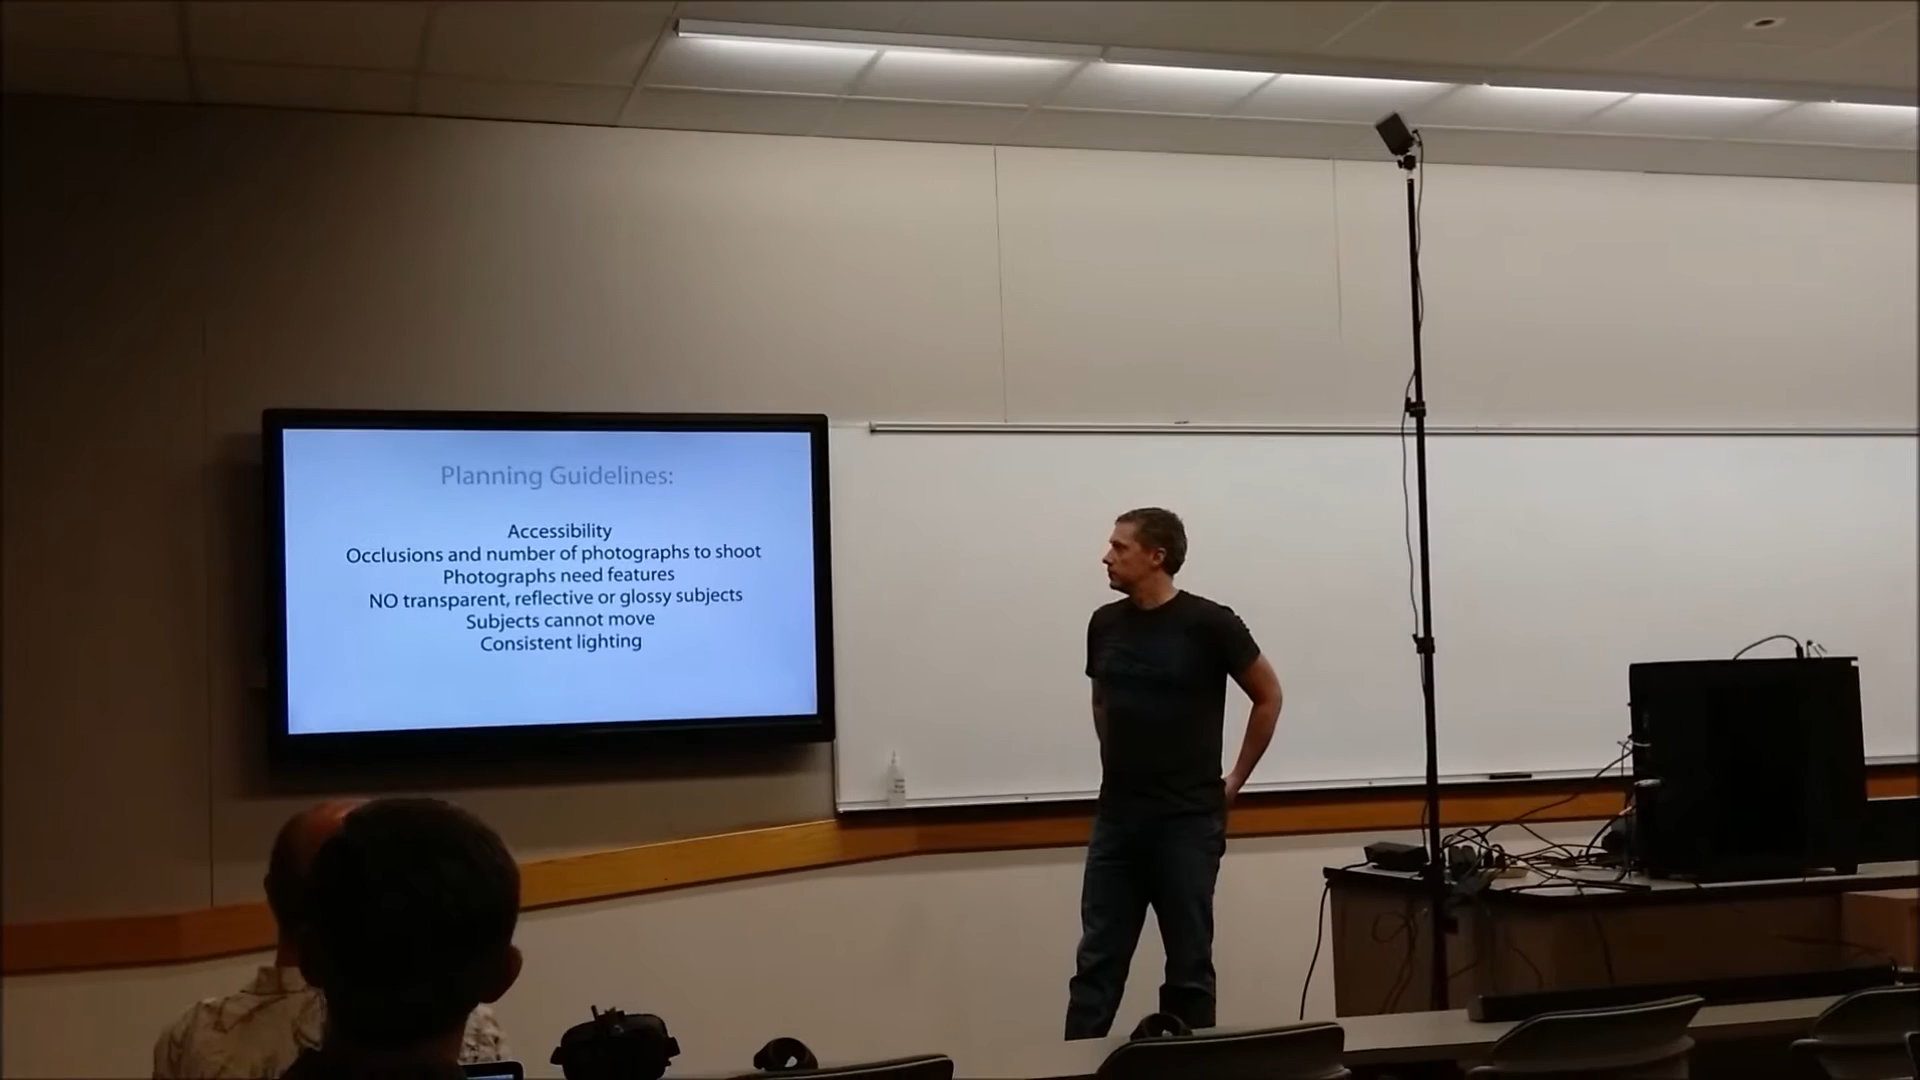 Planning Guidelines:
Accessibility
Occlusions and number of photographs to shoot
Photographs need features
NO transparent, reflective or glossy subjects
Subjects cannot move
Consistent lighting